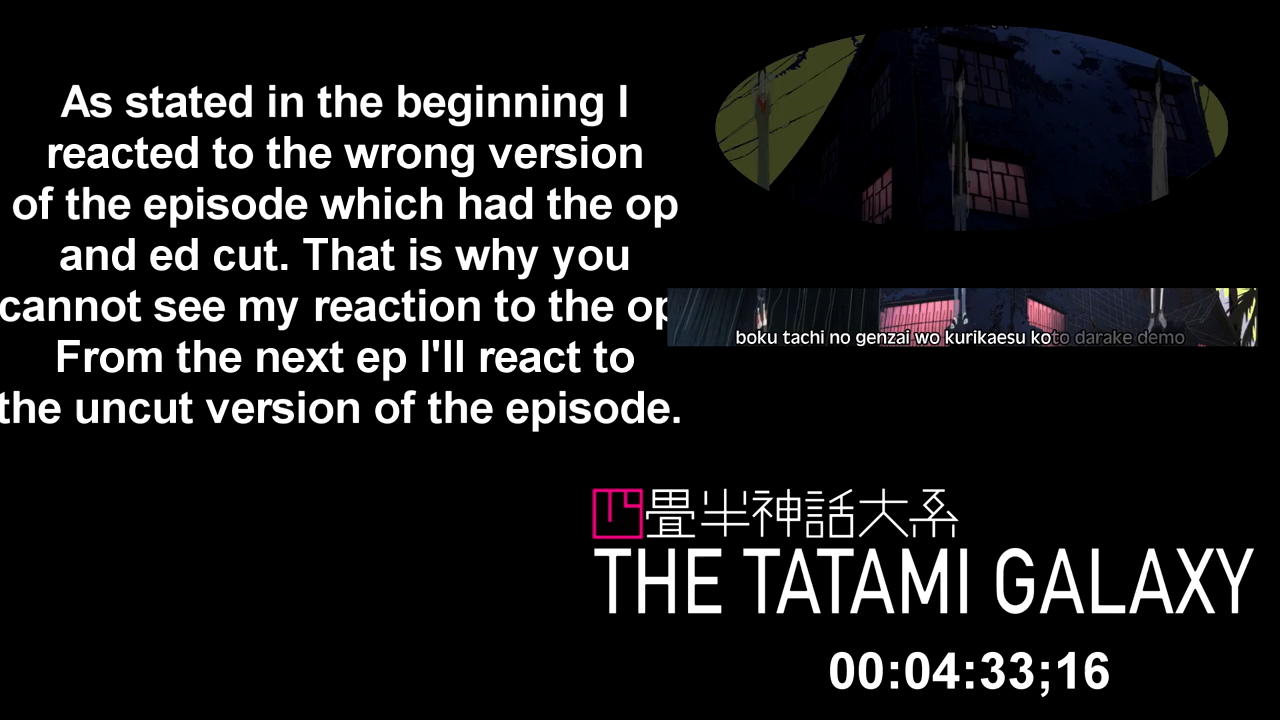 As stated in the beginning I
reacted to the wrong version
of the episode which had the op
and ed cut. That is why you
cannot see my reaction to the op
From the next ep I'll react to
the uncut version of the episode.
boku tachi no genzai wo kurikaesu koto darake demo
四畳半神話大系
THE TATAMI GALAXY
00:04:33;16